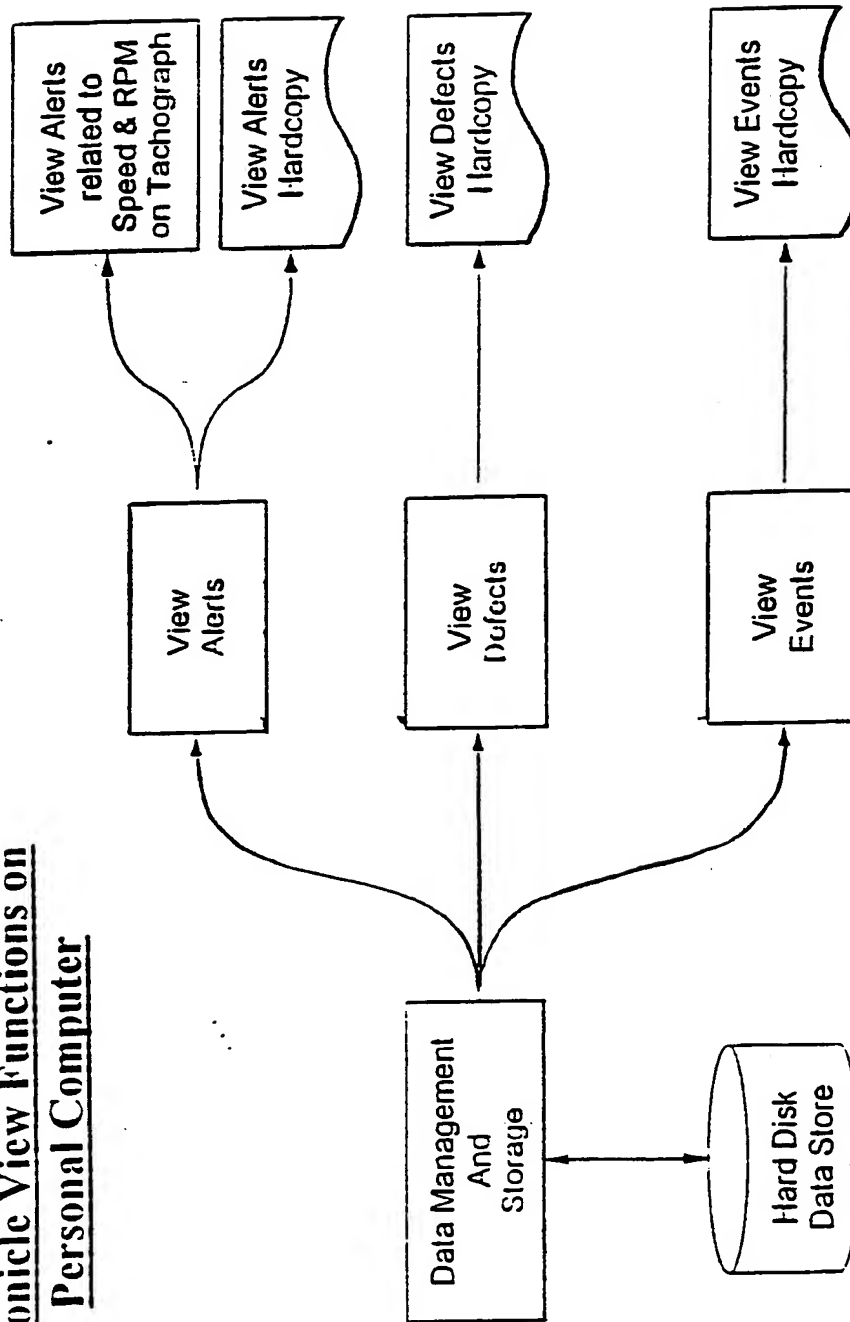 View Functions on
Personal Computer
Data Management
And
Storage
Hard Disk
Data Store
View
Alerts
View
Defects
View
Events
View Alerts
related to
Speed & RPM
on Tachograph
View Alerts
Hardcopy
View Defects
Hardcopy
View Events
Hardcopy